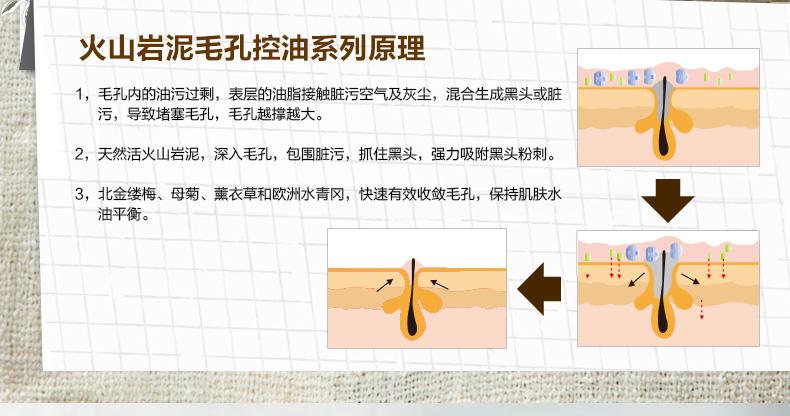 火山岩泥毛孔控油系列原理
1，毛孔内的油污过剩，表层的油脂接触脏污空气及灰尘，混合生成黑头或脏
污，导致堵塞毛孔，毛孔越撑越大。
2，天然活火山岩泥，深入毛孔，包围脏污，抓住黑头，强力吸附黑头粉刺。
3，北金缕梅、母菊、薰衣草和欧洲水青冈，快速有效收敛毛孔，保持肌肤水
油平衡。